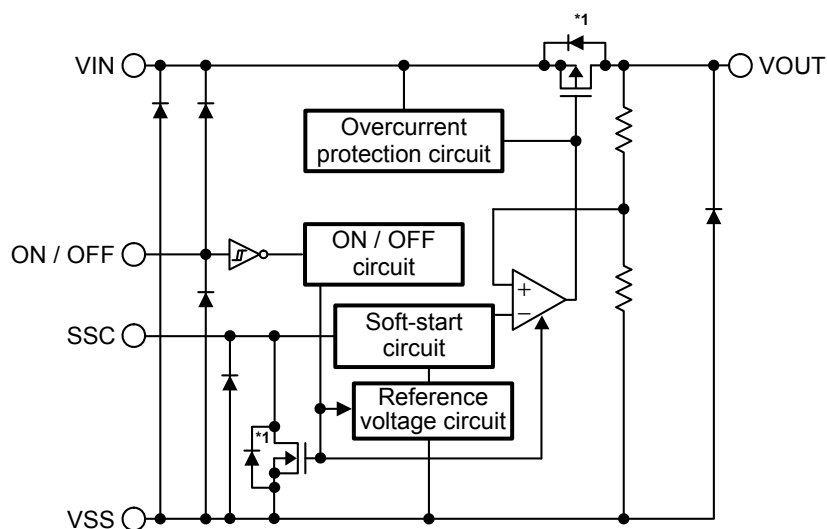 *1
VIN
VOUT
Overcurrent
protection circuit
ON / OFF
ON / OFF
circuit
+
−
SSC
Soft-start
circuit
Reference
voltage circuit
*1
VSS